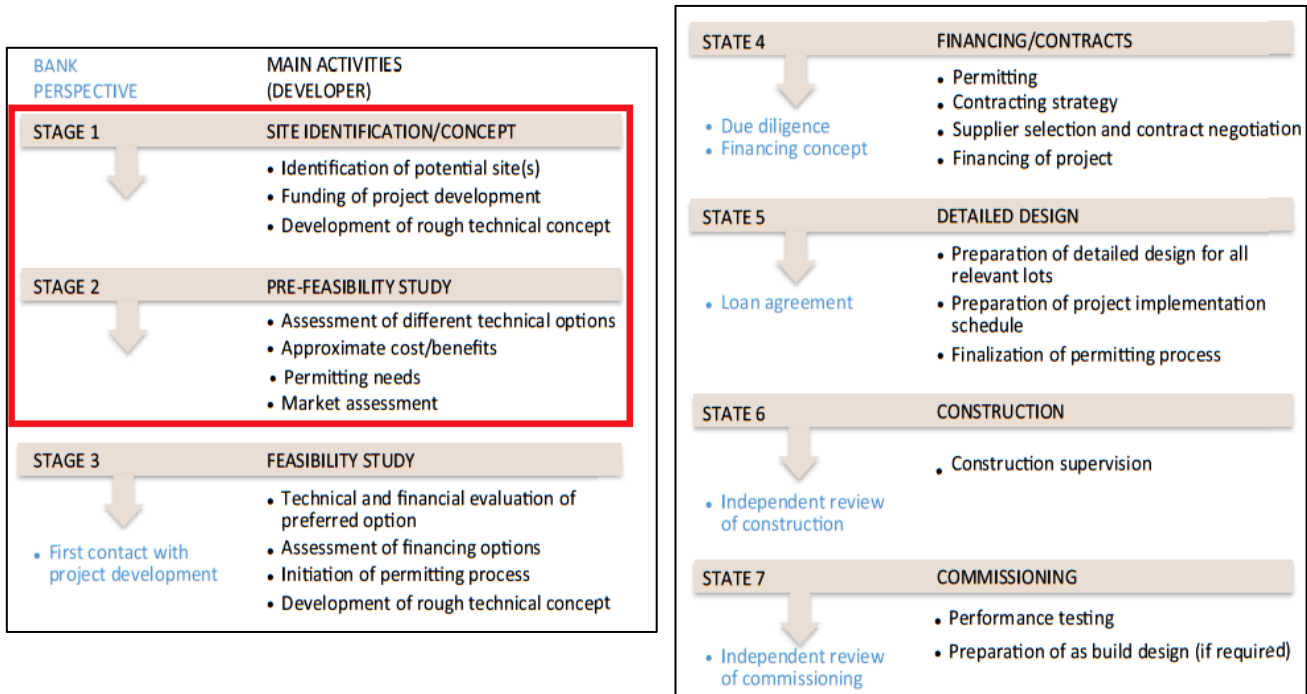 BANK
PERSPECTIVE
MAIN ACTIVITIES
(DEVELOPER)
STAGE 1
SITE IDENTIFICATION/CONCEPT
• Identification of potential site(s)
• Funding of project development
• Development of rough technical concept
STAGE 2
PRE-FEASIBILITY STUDY
• Assessment of different technical options
• Approximate cost/benefits
• Permitting needs
• Market assessment
STAGE 3
FEASIBILITY STUDY
• First contact with
project development
• Technical and financial evaluation of
preferred option
• Assessment of financing options
• Initiation of permitting process
• Development of rough technical concept
STATE 4
FINANCING/CONTRACTS
• Due diligence
• Financing concept
• Permitting
• Contracting strategy
• Supplier selection and contract negotiation
• Financing of project
STATE 5
DETAILED DESIGN
• Loan agreement
• Preparation of detailed design for all
relevant lots
• Preparation of project implementation
schedule
• Finalization of permitting process
STATE 6
CONSTRUCTION
• Independent review
of construction
• Construction supervision
STATE 7
COMMISSIONING
• Independent review
of commissioning
• Performance testing
• Preparation of as build design (if required)